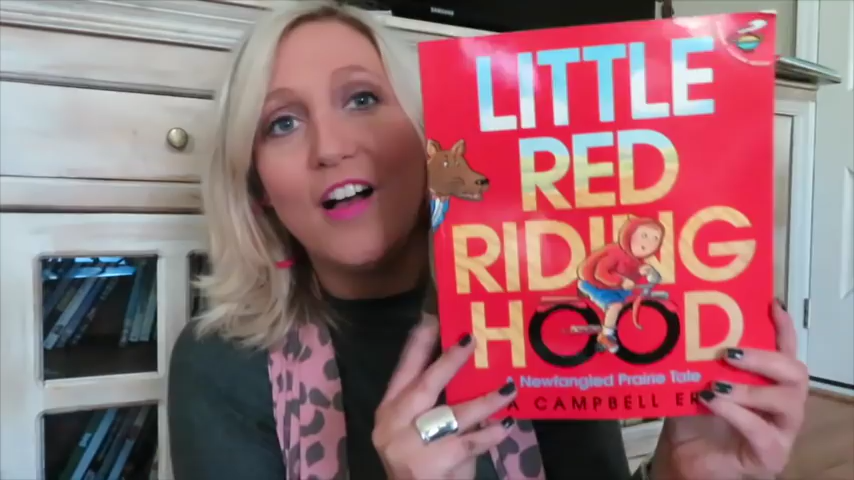 LITTLE
RED
RIDING
HOOD
Newfangled Prairie Tale
CAMPBELL